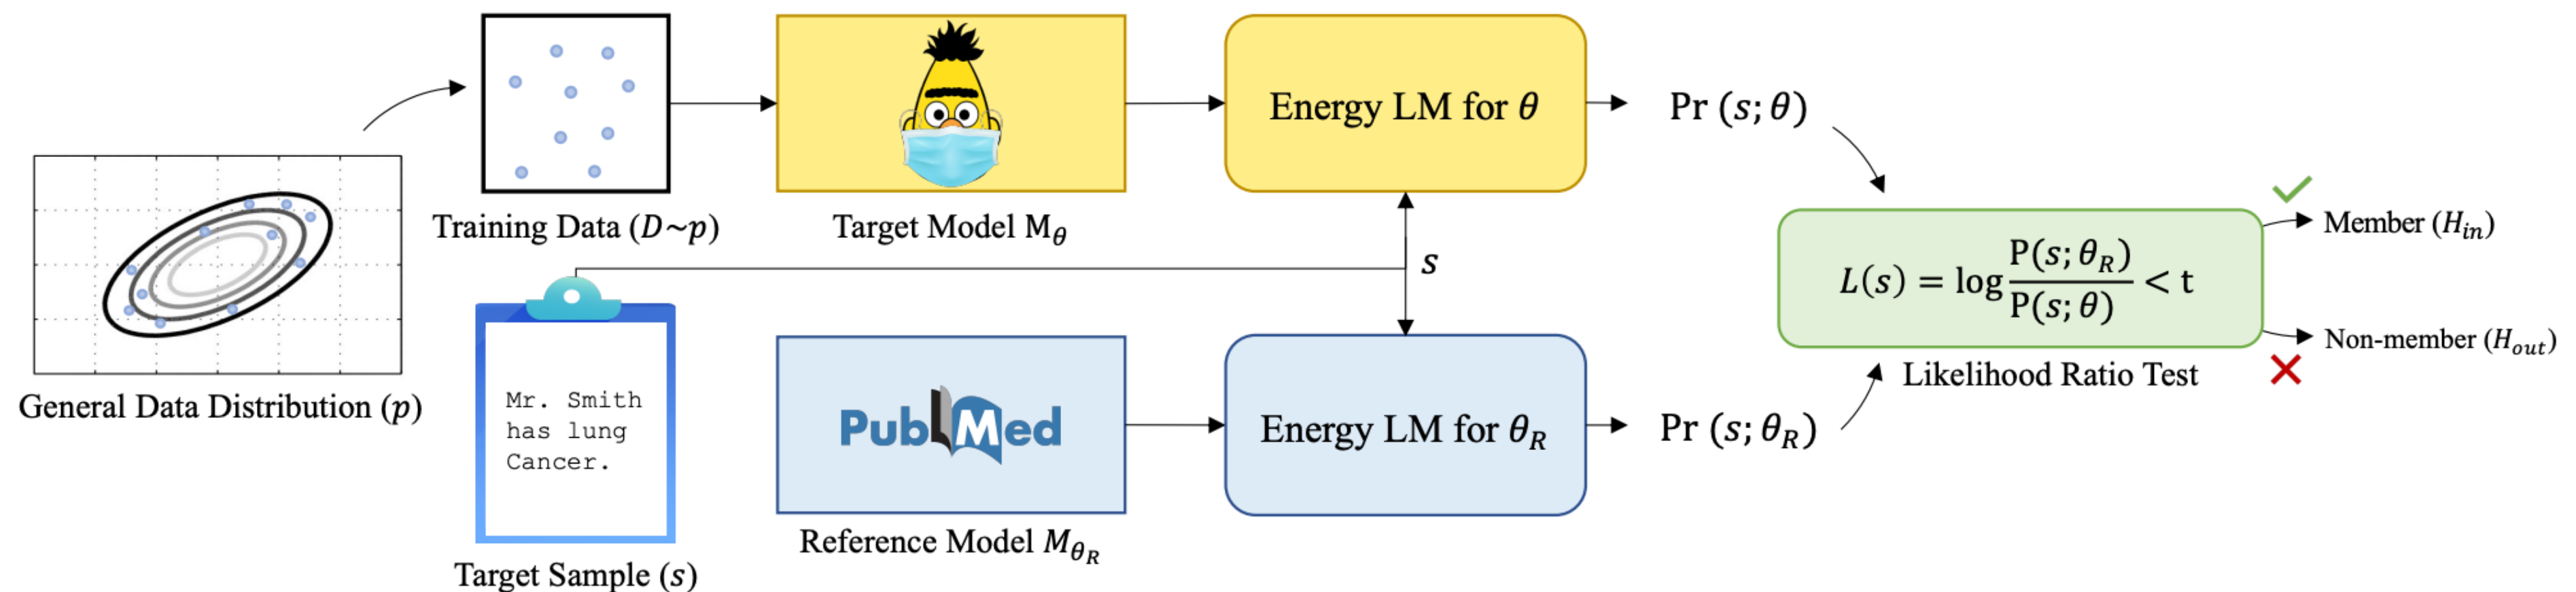 General Data Distribution (p)
Training Data (D~p)
Target Model M_θ
Energy LM for θ
Pr (s; θ)
s
Mr. Smith
has lung
Cancer.
Target Sample (s)
PubMed
Reference Model M_θ_R
Energy LM for θ_R
Pr (s; θ_R)
L(s) = log P(s; θ_R) / P(s; θ) < t
Likelihood Ratio Test
Member (H_in)
Non-member (H_out)